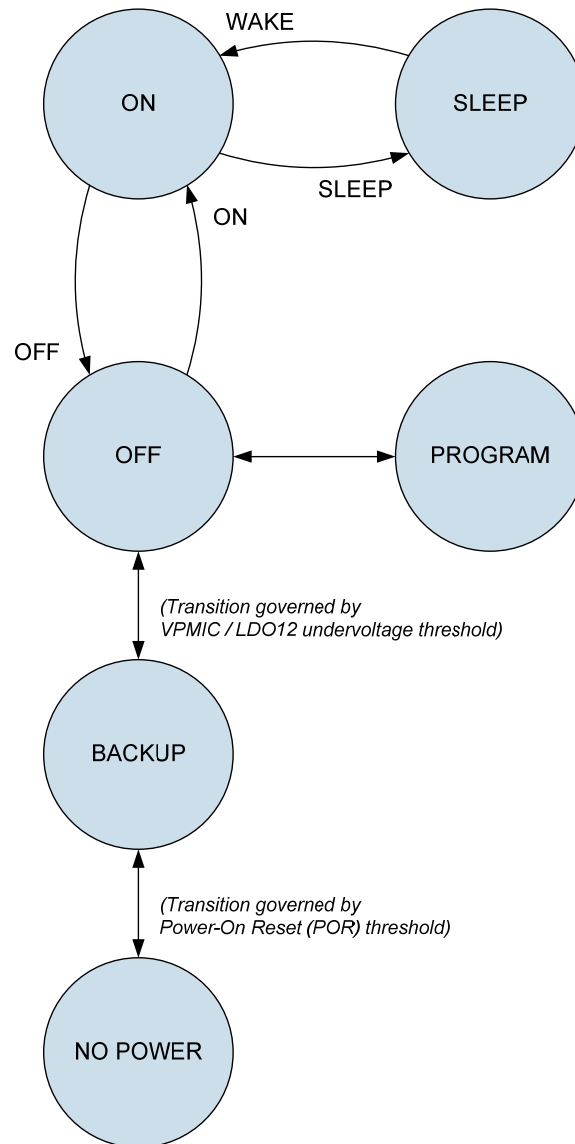 WAKE
ON
SLEEP
SLEEP
ON
OFF
OFF
PROGRAM
(Transition governed by
VPMIC / LDO12 undervoltage threshold)
BACKUP
(Transition governed by
Power-On Reset (POR) threshold)
NO POWER